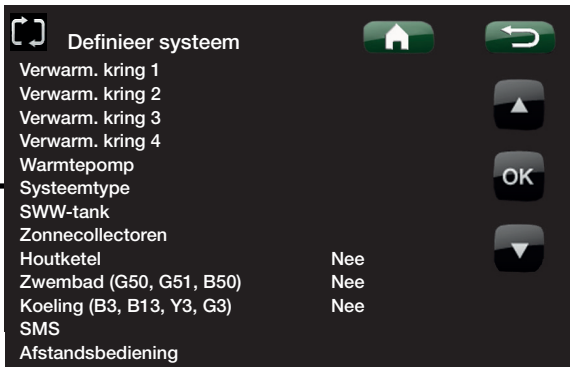 Definieer systeem
Verwarm. kring 1
Verwarm. kring 2
Verwarm. kring 3
Verwarm. kring 4
Warmtepomp
Systeemtype
SWW-tank
Zonnecollectoren
Houtketel Nee
Zwembad (G50, G51, B50) Nee
Koeling (B3, B13, Y3, G3) Nee
SMS
Afstandsbediening
OK